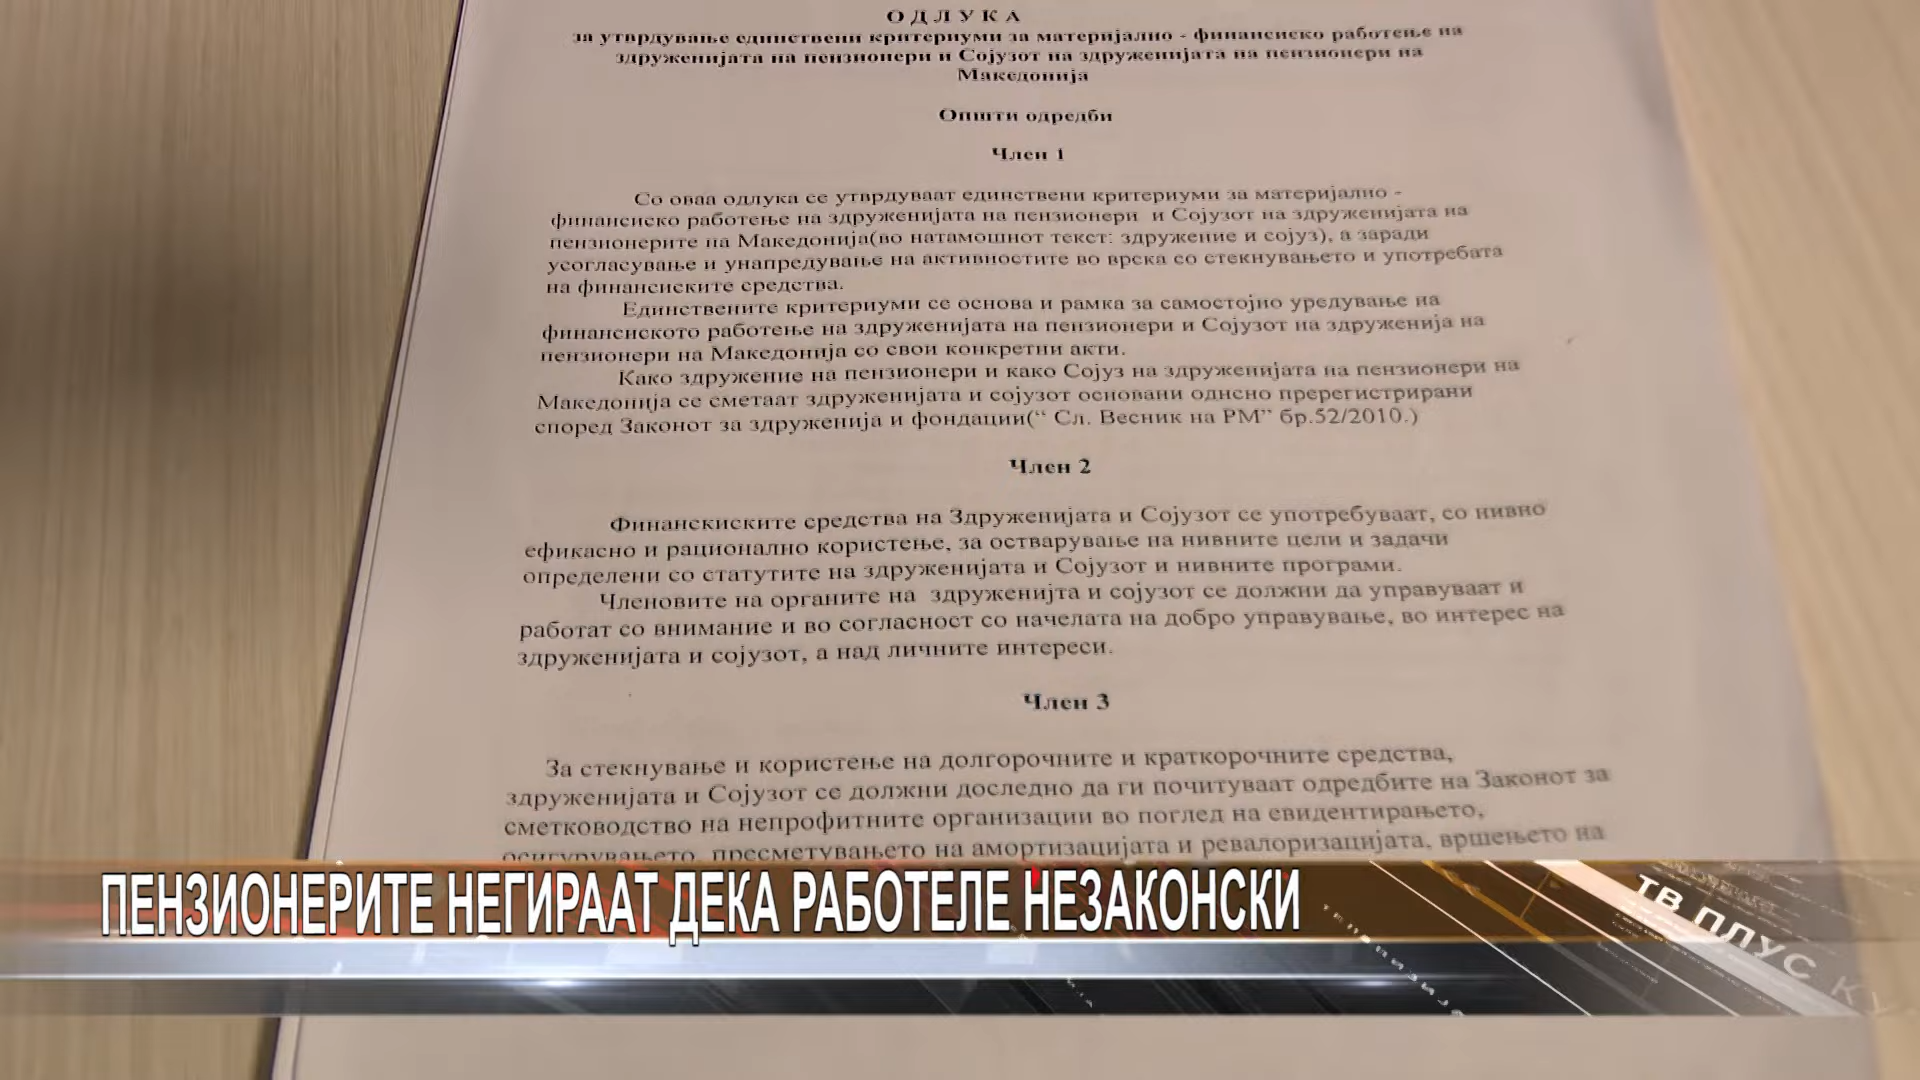 О Д Л У К А
за утврдување единствени критериуми за материјално - финансиско работење на
здруженијата на пензионери и Сојузот на здруженијата на пензионери на
Македонија
Општи одредби
Член 1
Со оваа одлука се утврдуваат единствени критериуми за материјално -
финансиско работење на здруженијата на пензионери и Сојузот на здруженијата на
пензионерите на Македонија(во натамошнот текст: здружение и сојуз), а заради
усогласување и унапредување на активностите во врска со стекнувањето и употребата
на финансиските средства.
Единствените критериуми се основа и рамка за самостојно уредување на
финансиското работење на здруженијата на пензионери и Сојузот на здруженија на
пензионери на Македонија со свои конкретни акти.
Како здружение на пензионери и како Сојуз на здруженијата на пензионери на
Македонија се сметаат здруженијата и сојузот основани однсно пререгистрирани
според Законот за здруженија и фондации(“ Сл. Весник на РМ” бр.52/2010.)
Член 2
Финанскиските средства на Здруженијата и Сојузот се употребуваат, со нивно
ефикасно и рационално користење, за остварување на нивните цели и задачи
определени со статутите на здруженијата и Сојузот и нивните програми.
Членовите на органите на здруженијта и сојузот се должни да управуваат и
работат со внимание и во согласност со начелата на добро управување, во интерес на
здруженијата и сојузот, а над личните интереси.
Член 3
За стекнување и користење на долгорочните и краткорочните средства,
здруженијата и Сојузот се должни доследно да ги почитуваат одредбите на Законот за
сметководство на непрофитните организации во поглед на евидентирањето,
осигурувањето, пресметувањето на амортизацијата и ревалоризацијата, вршењето на
ПЕНЗИОНЕРИТЕ НЕГИРААТ ДЕКА РАБОТЕЛЕ НЕЗАКОНСКИ
ТВ ПЛУС